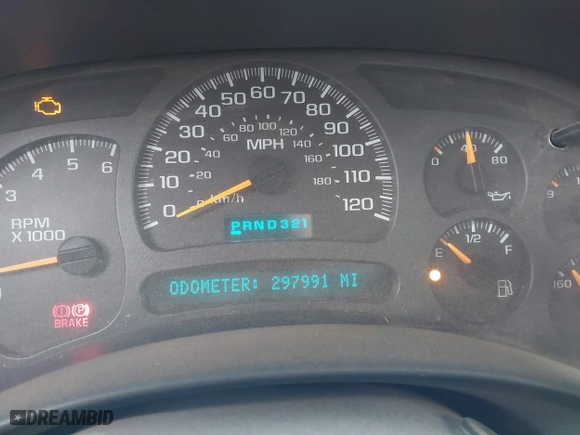 10 20 30 40 50 60 70 80 90 100 110 120
0
20 40 60 80 100 120 140 160 180
0 km/h
MPH
3 4 5 6
RPM
X 1000
PRND321
ODOMETER: 297991 MI
BRAKE
0 40 80
E 1/2 F
160
DREAMBID